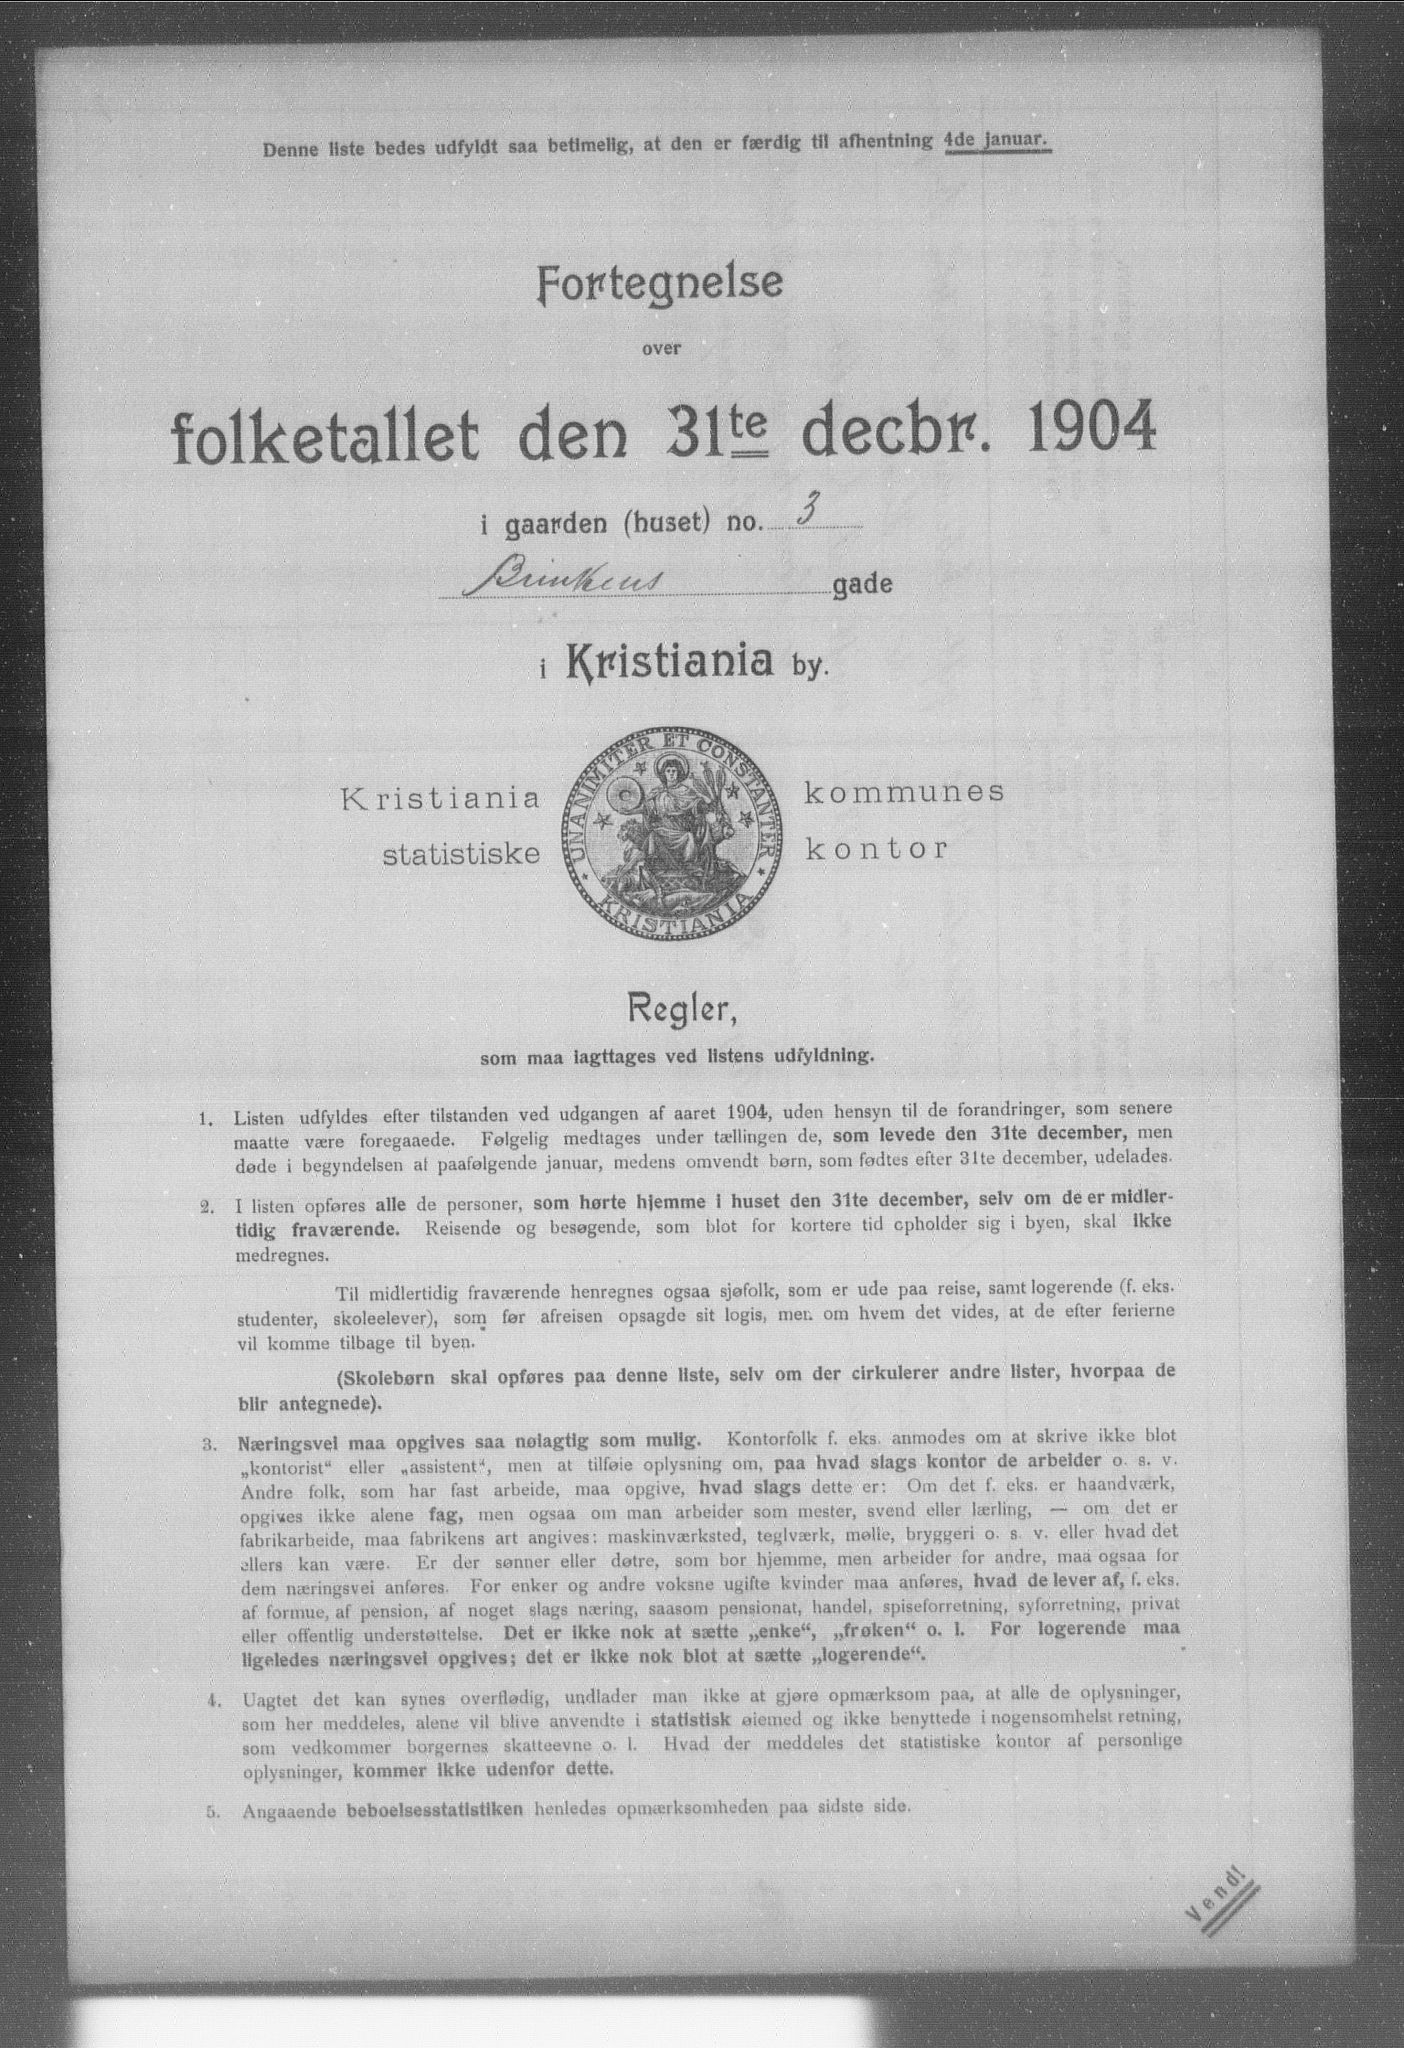 Denne liste bedes udfyldt saa betimelig, at den er færdig til afhentning 4de januar.
Fortegnelse
over
folketallet den 31te decbr. 1904
i gaarden (huset) no. 3
Brinkens gade
i Kristiania by.
Kristiania kommunes
statistiske kontor
UNANIMITER ET CONSTANTER
KRISTIANIA
Regler,
som maa iagttages ved listens udfyldning.
1. Listen udfyldes efter tilstanden ved udgangen af aaret 1904, uden hensyn til de forandringer, som senere
maatte være foregaaede. Følgelig medtages under tællingen de, som levede den 31te december, men
døde i begyndelsen af paafølgende januar, medens omvendt børn, som fødtes efter 31te december, udelades.
2. I listen opføres alle de personer, som hørte hjemme i huset den 31te december, selv om de er midler-
tidig fraværende. Reisende og besøgende, som blot for kortere tid opholder sig i byen, skal ikke
medregnes.
Til midlertidig fraværende henregnes ogsaa sjøfolk, som er ude paa reise, samt logerende (f. eks.
studenter, skoleelever), som før afreisen opsagde sit logis, men om hvem det vides, at de efter ferierne
vil komme tilbage til byen.
(Skolebørn skal opføres paa denne liste, selv om der cirkulerer andre lister, hvorpaa de
blir antegnede).
3. Næringsvei maa opgives saa nøiagtig som mulig. Kontorfolk f. eks. anmodes om at skrive ikke blot
„kontorist“ eller „assistent“, men at tilføie oplysning om, paa hvad slags kontor de arbeider o. s. v.
Andre folk, som har fast arbeide, maa opgive, hvad slags dette er: Om det f. eks. er haandværk,
opgives ikke alene fag, men ogsaa om man arbeider som mester, svend eller lærling, — om det er
fabrikarbeide, maa fabrikens art angives: maskinværksted, teglværk, mølle, bryggeri o. s. v. eller hvad det
ellers kan være. Er der sønner eller døtre, som bor hjemme, men arbeider for andre, maa ogsaa for
dem næringsvei anføres. For enker og andre voksne ugifte kvinder maa anføres, hvad de lever af, f. eks.
af formue, af pension, af noget slags næring, saasom pensionat, handel, spiseforretning, syforretning, privat
eller offentlig understøttelse. Det er ikke nok at sætte „enke“, „frøken“ o. l. For logerende maa
ligeledes næringsvei opgives; det er ikke nok blot at sætte „logerende“.
4. Uagtet det kan synes overflødig, undlader man ikke at gjøre opmærksom paa, at alle de oplysninger,
som her meddeles, alene vil blive anvendte i statistisk øiemed og ikke benyttede i nogensomhelst retning,
som vedkommer borgernes skatteevne o. l. Hvad der meddeles det statistiske kontor af personlige
oplysninger, kommer ikke udenfor dette.
5. Angaaende beboelsesstatistiken henledes opmærksomheden paa sidste side.
Vend!